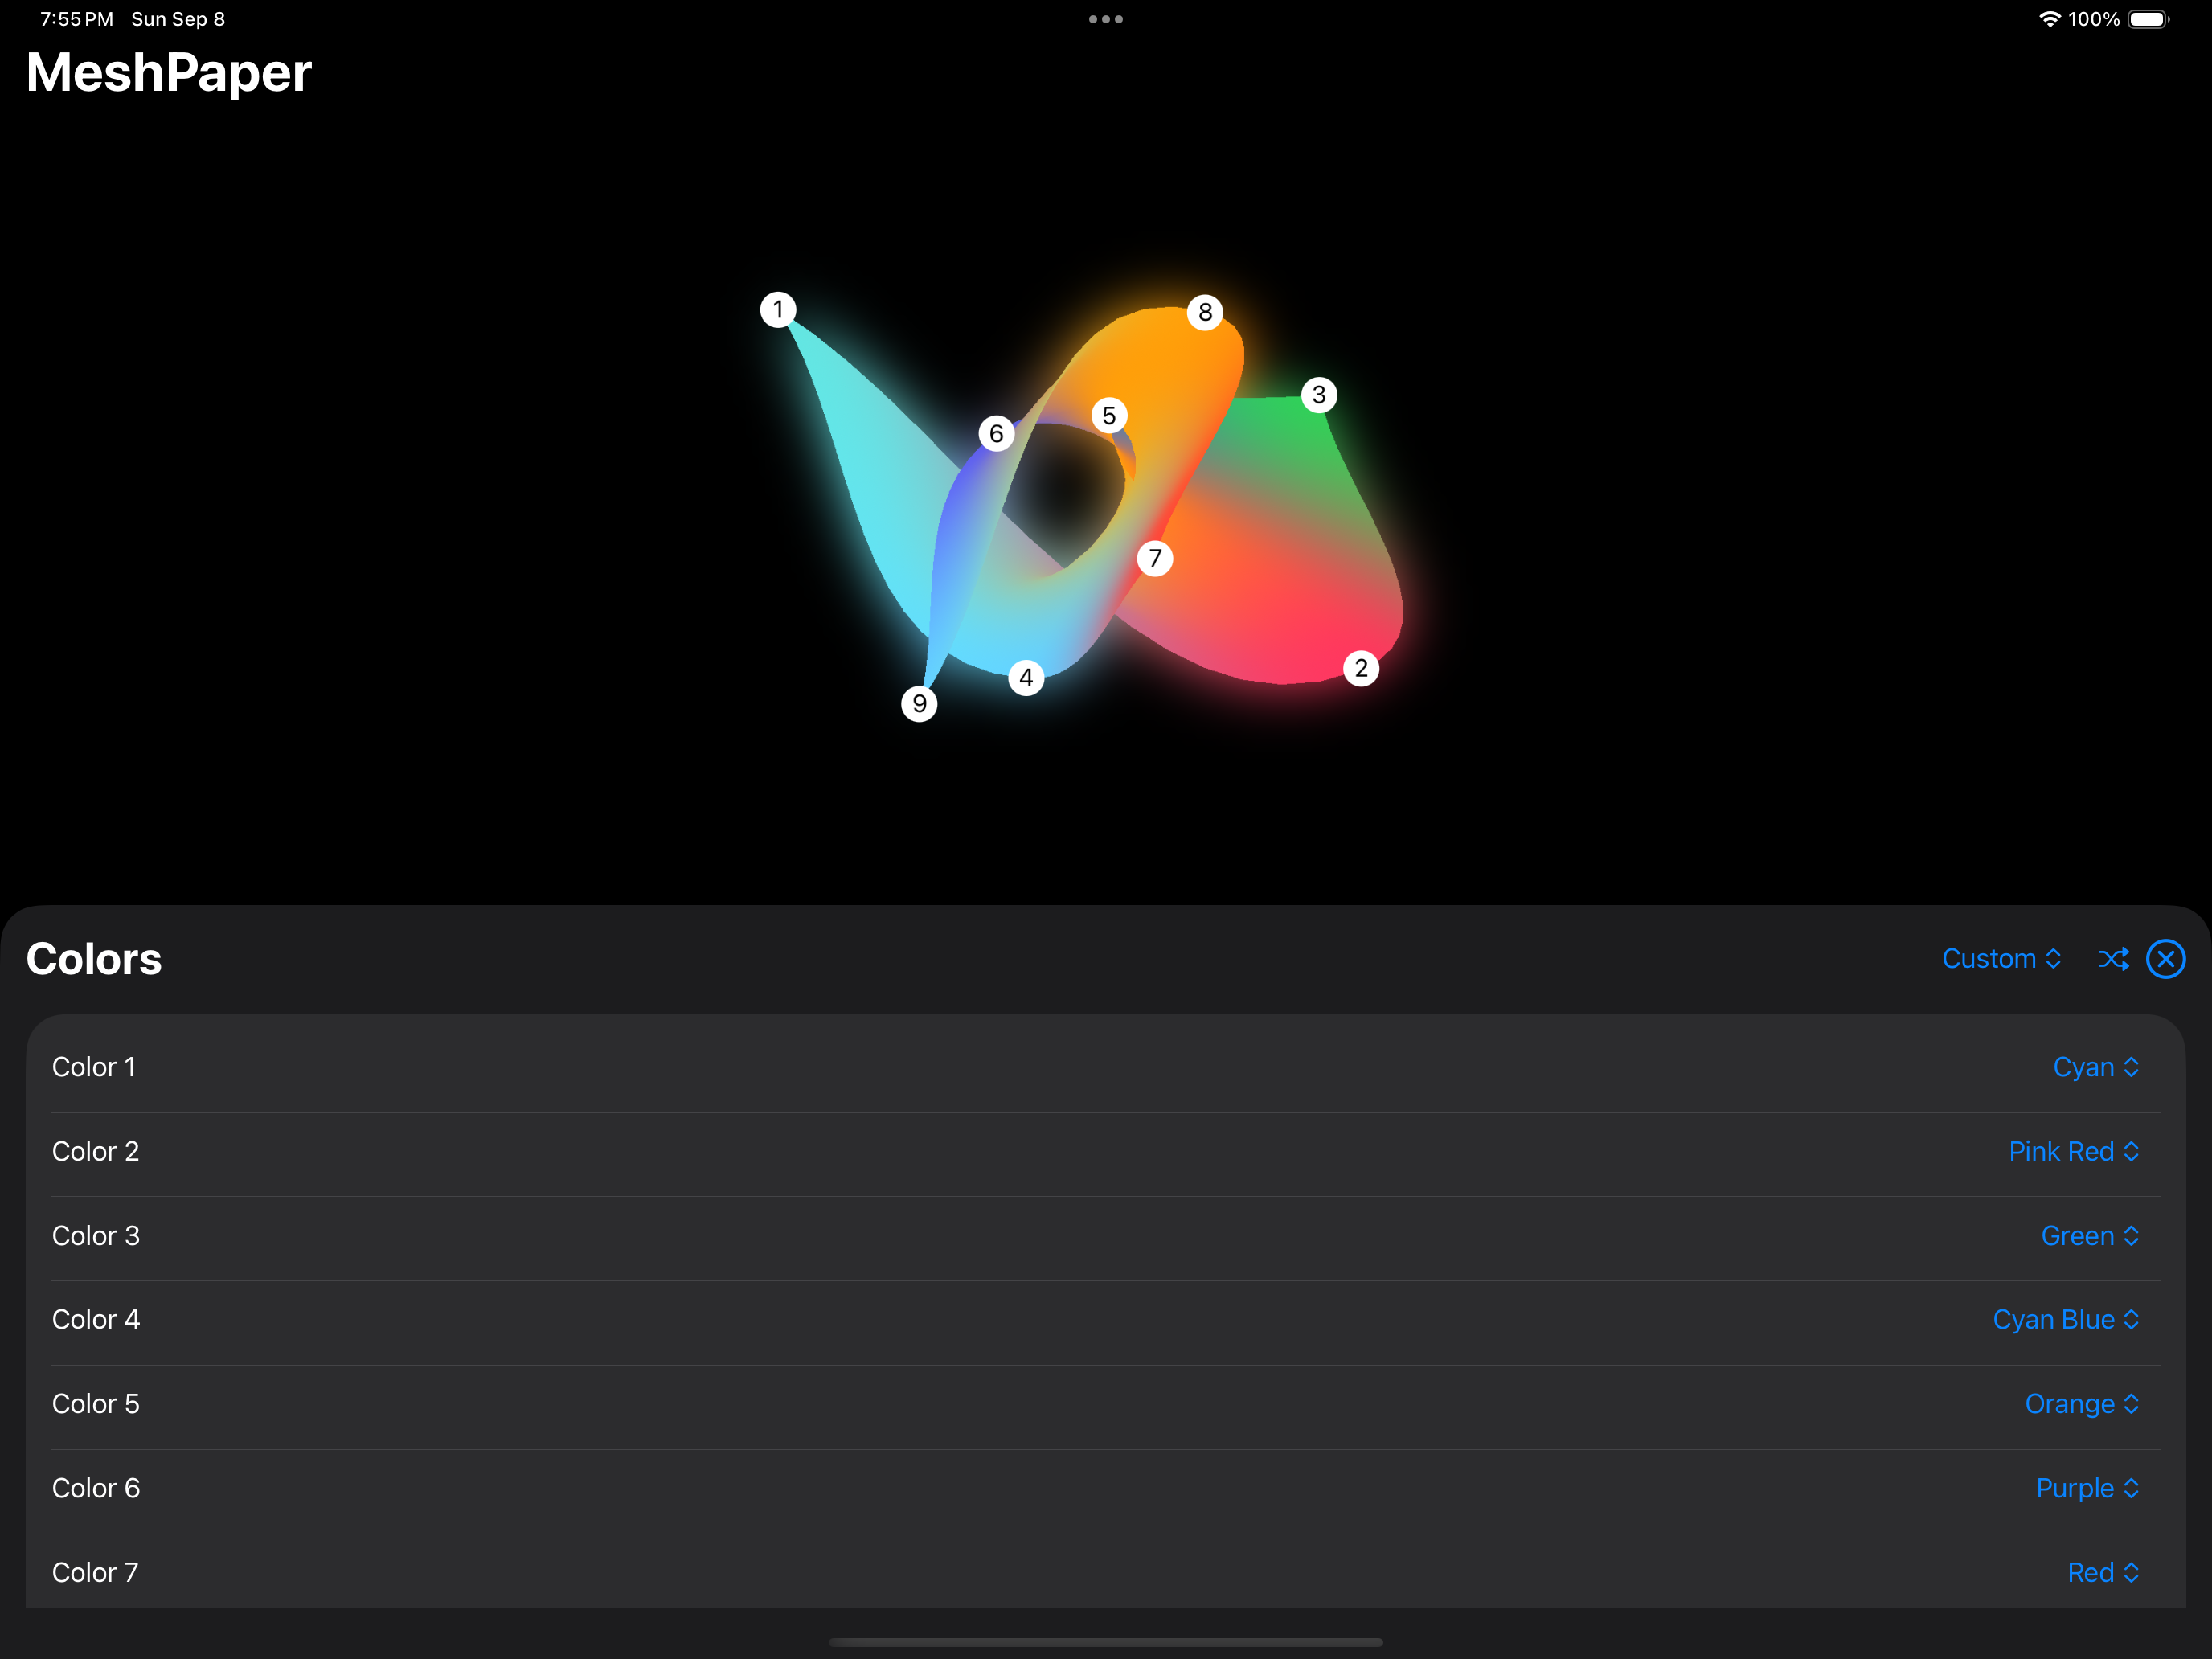 7:55 PM Sun Sep 8 100%
MeshPaper
1
8
3
5
6
7
2
4
9
Colors Custom
Color 1 Cyan
Color 2 Pink Red
Color 3 Green
Color 4 Cyan Blue
Color 5 Orange
Color 6 Purple
Color 7 Red